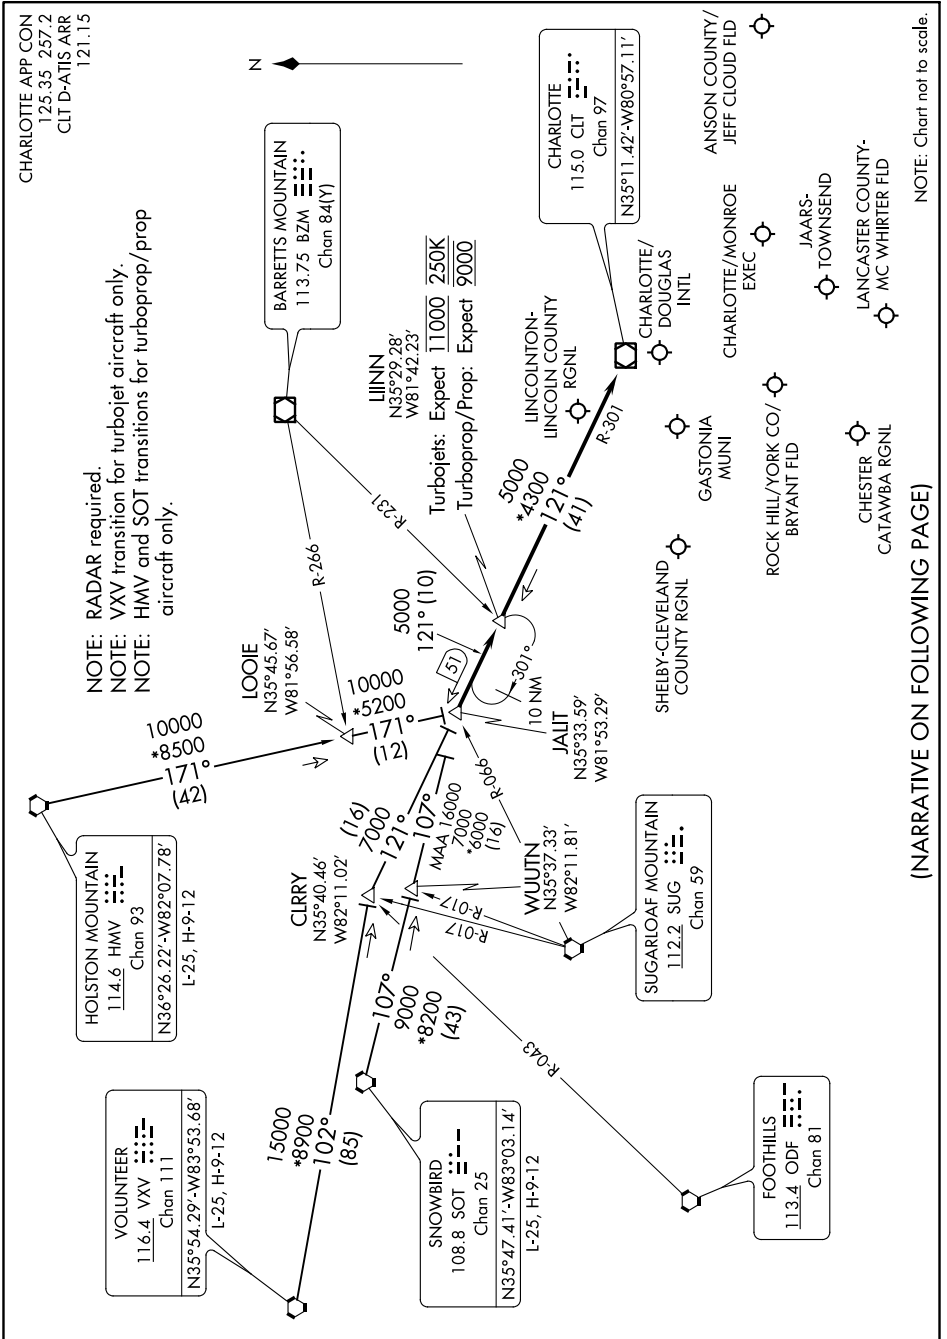 CHARLOTTE APP CON
125.35 257.2
CLT D-ATIS ARR
121.15
NOTE: RADAR required.
NOTE: VXV transition for turbojet aircraft only.
NOTE: HMV and SOT transitions for turboprop/prop
aircraft only.
N
BARRETTS MOUNTAIN
113.75 BZM
Chan 84(Y)
CHARLOTTE
115.0 CLT
Chan 97
N35°11.42'-W80°57.11'
HOLSTON MOUNTAIN
114.6 HMV
Chan 93
N36°26.22'-W82°07.78'
L-25, H-9-12
10000
*8500
171°
(42)
LOOIE
N35°45.67'
W81°56.58'
R-266
R-231
10000
*5200
171°
(12)
LIINN
N35°29.28'
W81°42.23'
Turbojets: Expect 11000 250K
Turboprop/Prop: Expect 9000
VOLUNTEER
116.4 VXV
Chan 111
N35°54.29'-W83°53.68'
L-25, H-9-12
15000
*8900
102°
(85)
CLRRY
N35°40.46'
W82°11.02'
(16)
7000
121°
5000
121° (10)
51
301°
10 NM
5000
*4300
121°
(41)
R-301
SNOWBIRD
108.8 SOT
Chan 25
N35°47.41'-W83°03.14'
L-25, H-9-12
107°
9000
*8200
(43)
107°
MAA 16000
7000
*6000
(16)
WUUTN
N35°37.33'
W82°11.81'
JALIT
N35°33.59'
W81°53.29'
R-066
R-017
R-017
R-043
SUGARLOAF MOUNTAIN
112.2 SUG
Chan 59
FOOTHILLS
113.4 ODF
Chan 81
LINCOLNTON-
LINCOLN COUNTY
RGNL
CHARLOTTE/
DOUGLAS
INTL
SHELBY-CLEVELAND
COUNTY RGNL
GASTONIA
MUNI
CHARLOTTE/MONROE
EXEC
ANSON COUNTY/
JEFF CLOUD FLD
ROCK HILL/YORK CO/
BRYANT FLD
JAARS-
TOWNSEND
CHESTER
CATAWBA RGNL
LANCASTER COUNTY-
MC WHIRTER FLD
(NARRATIVE ON FOLLOWING PAGE)
NOTE: Chart not to scale.